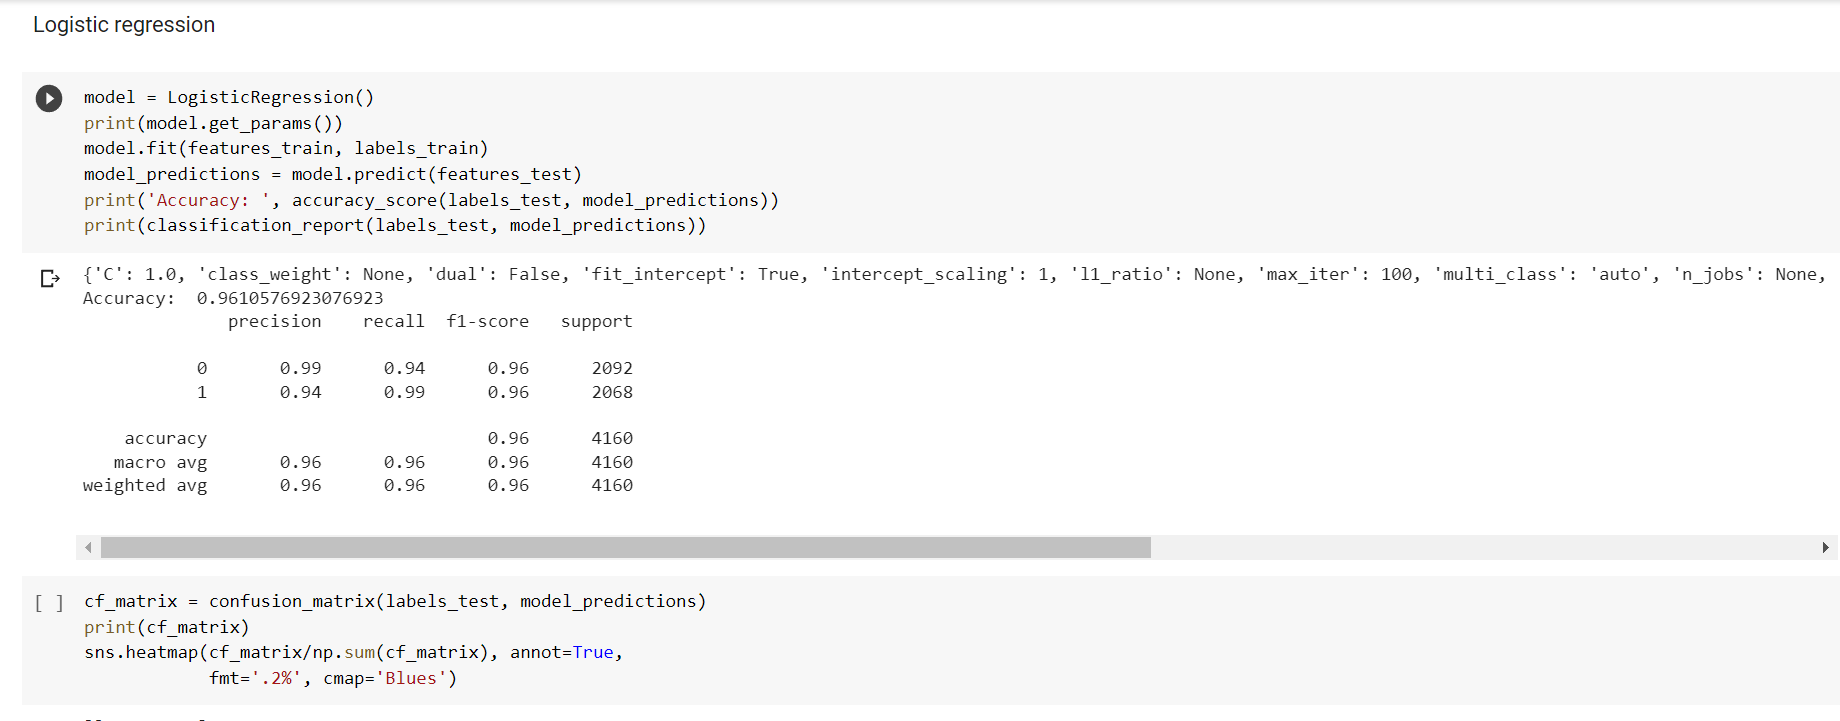 Logistic regression
model = LogisticRegression()
print(model.get_params())
model.fit(features_train, labels_train)
model_predictions = model.predict(features_test)
print('Accuracy: ', accuracy_score(labels_test, model_predictions))
print(classification_report(labels_test, model_predictions))
{'C': 1.0, 'class_weight': None, 'dual': False, 'fit_intercept': True, 'intercept_scaling': 1, 'l1_ratio': None, 'max_iter': 100, 'multi_class': 'auto', 'n_jobs': None,
Accuracy:  0.9610576923076923
precision    recall  f1-score   support
0       0.99      0.94      0.96      2092
1       0.94      0.99      0.96      2068
accuracy                           0.96      4160
macro avg       0.96      0.96      0.96      4160
weighted avg       0.96      0.96      0.96      4160
[ ] cf_matrix = confusion_matrix(labels_test, model_predictions)
print(cf_matrix)
sns.heatmap(cf_matrix/np.sum(cf_matrix), annot=True,
fmt='.2%', cmap='Blues')